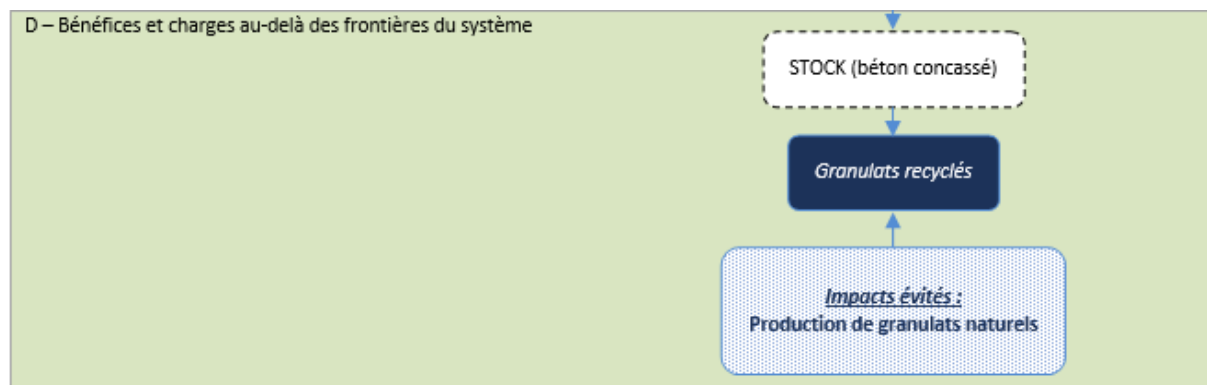 D – Bénéfices et charges au-delà des frontières du système
STOCK (béton concassé)
Granulats recyclés
Impacts évités :
Production de granulats naturels